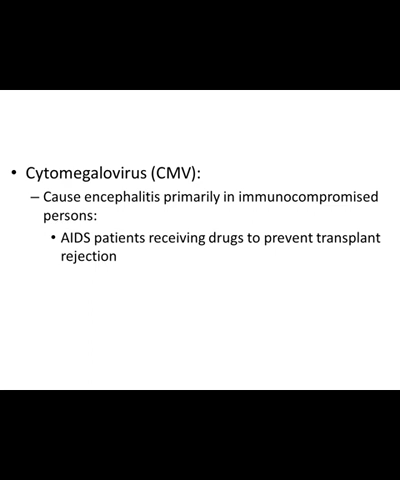 • Cytomegalovirus (CMV):
– Cause encephalitis primarily in immunocompromised
persons:
• AIDS patients receiving drugs to prevent transplant
rejection